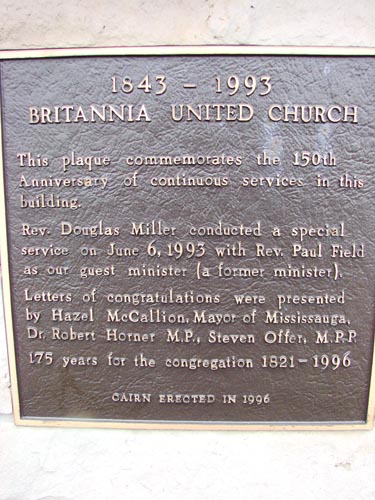 1843 - 1993
BRITANNIA UNITED CHURCH
This plaque commemorates the 150th
Anniversary of continuous services in this
building.
Rev. Douglas Miller conducted a special
service on June 6, 1993 with Rev. Paul Field
as our guest minister (a former minister).
Letters of congratulations were presented
by Hazel McCallion, Mayor of Mississauga,
Dr. Robert Horner M.P., Steven Offer, M.P.P.
175 years for the congregation 1821-1996
CAIRN ERECTED IN 1996